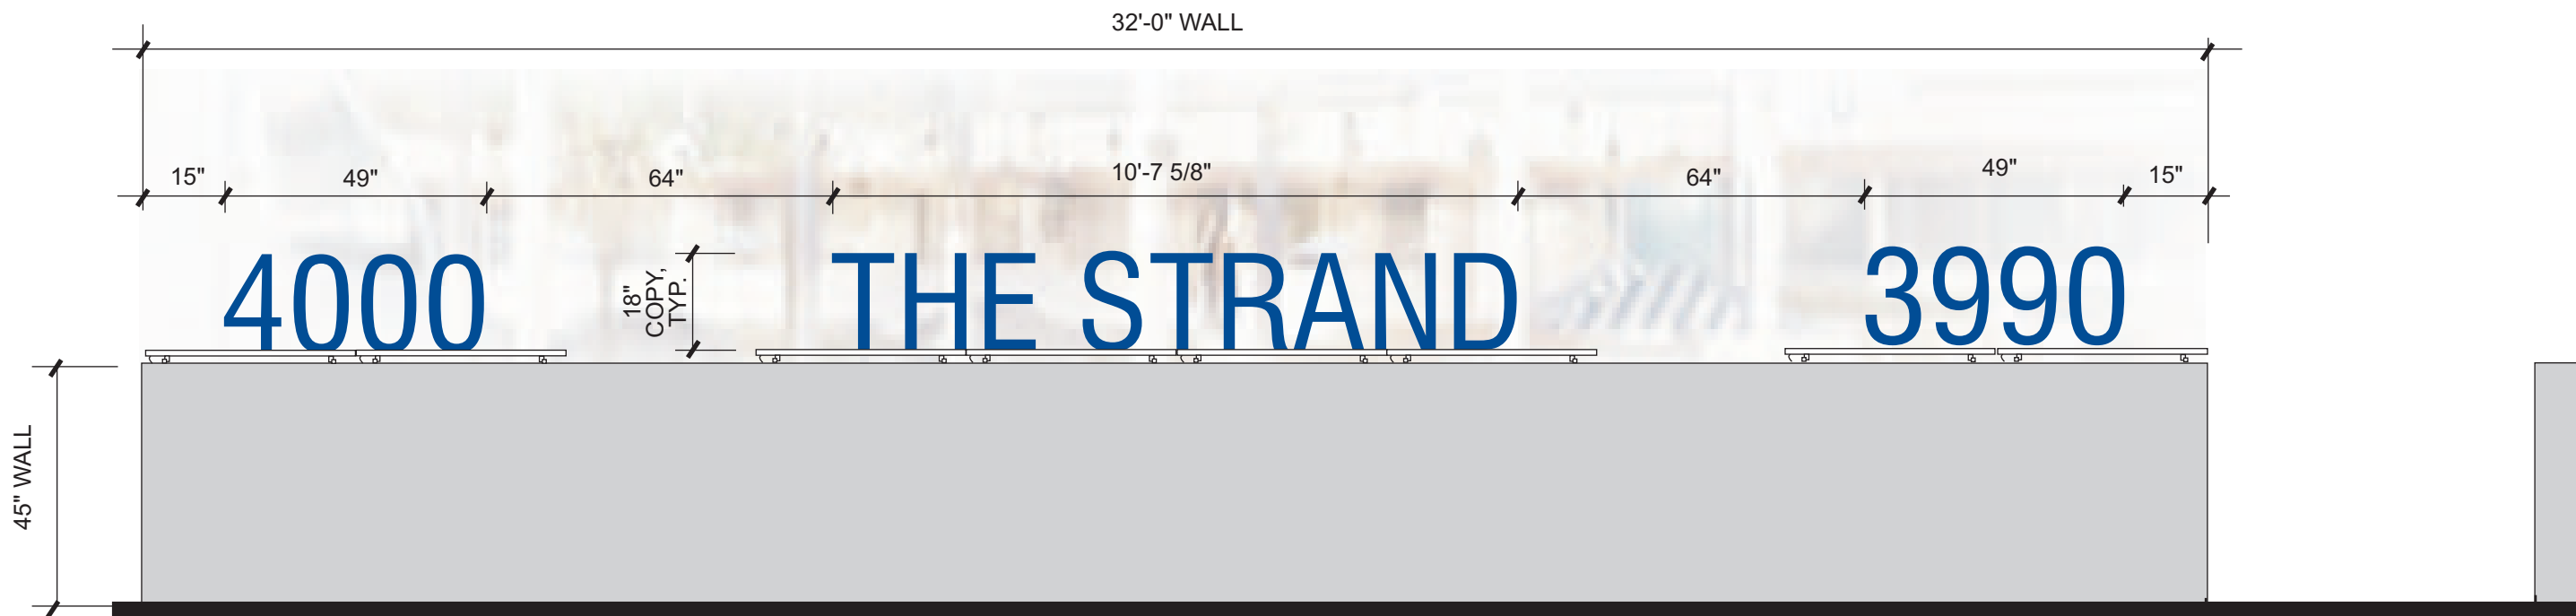 32'-0" WALL
15"
49"
64"
10'-7 5/8"
64"
49"
15"
4000
18"
COPY,
TYP.
THE STRAND
3990
45" WALL